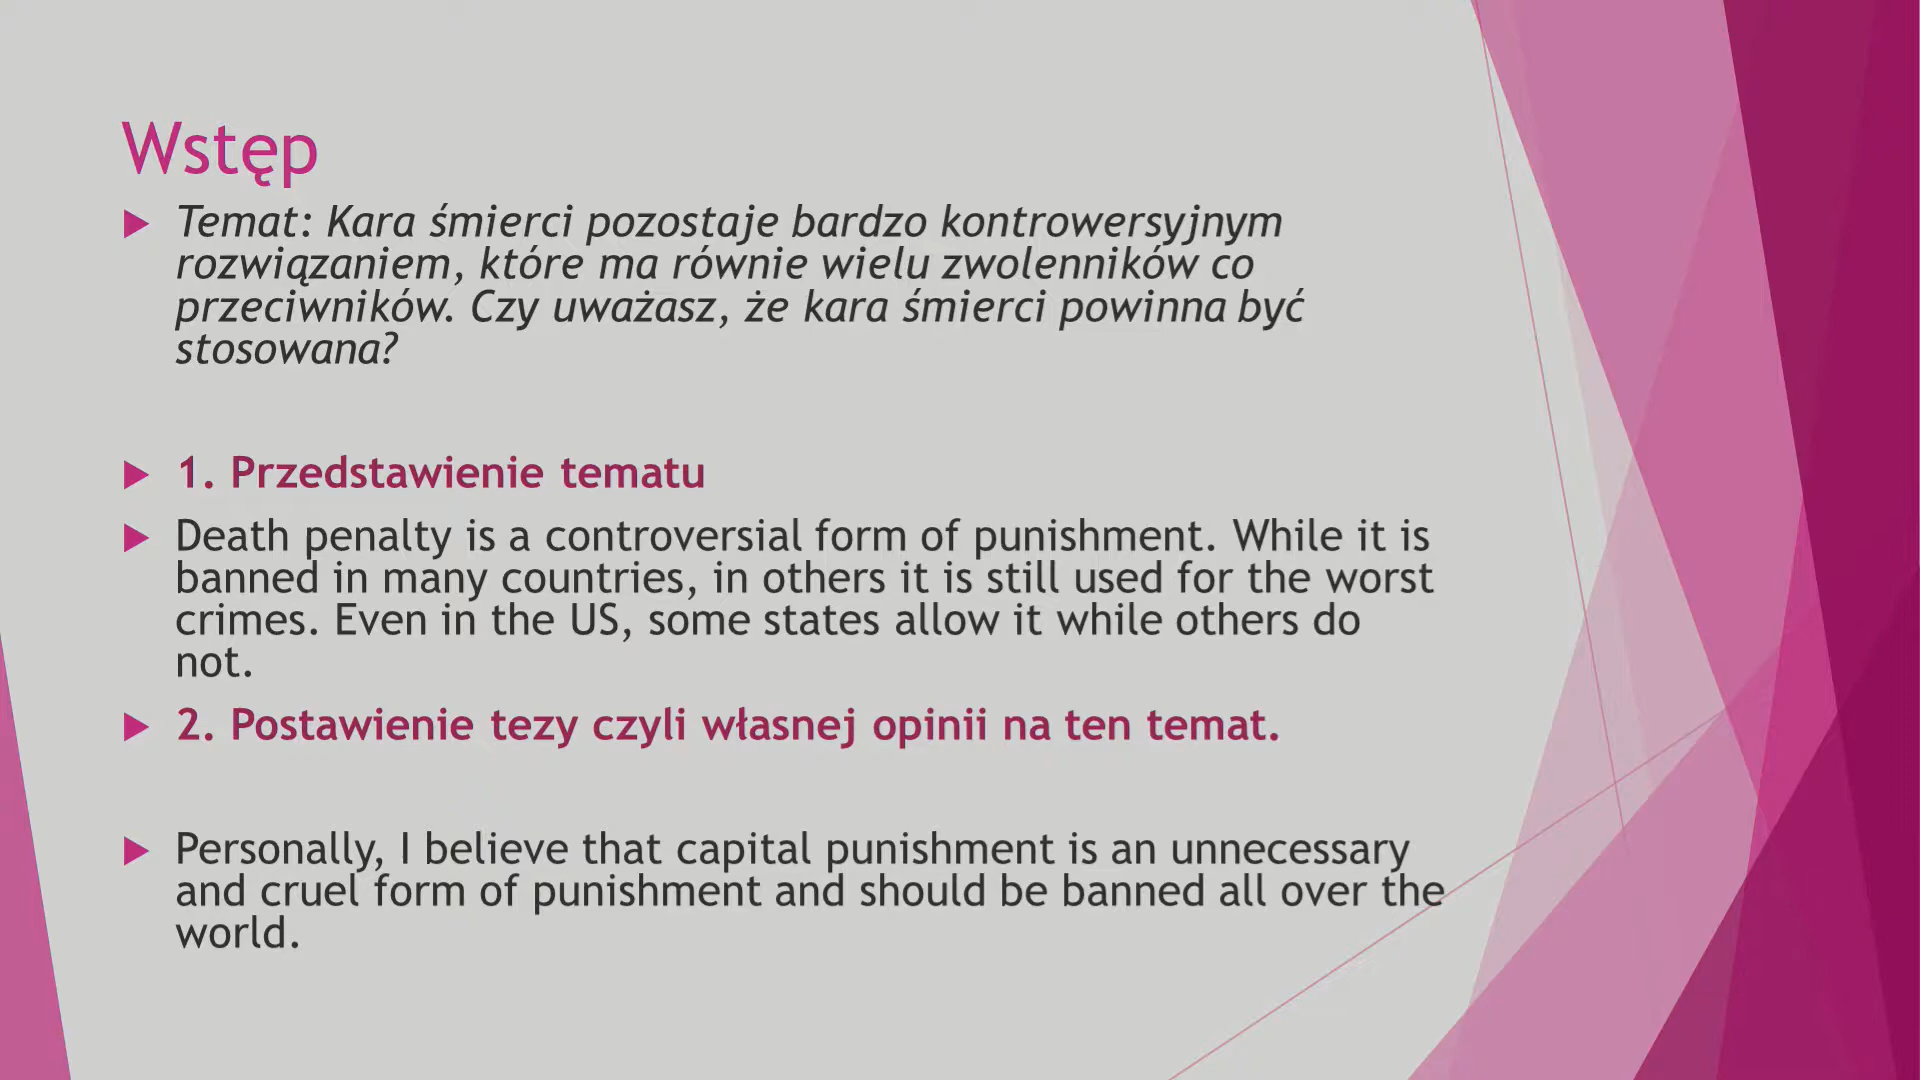 Wstęp
Temat: Kara śmierci pozostaje bardzo kontrowersyjnym
rozwiązaniem, które ma równie wielu zwolenników co
przeciwników. Czy uważasz, że kara śmierci powinna być
stosowana?
1. Przedstawienie tematu
Death penalty is a controversial form of punishment. While it is
banned in many countries, in others it is still used for the worst
crimes. Even in the US, some states allow it while others do
not.
2. Postawienie tezy czyli własnej opinii na ten temat.
Personally, I believe that capital punishment is an unnecessary
and cruel form of punishment and should be banned all over the
world.